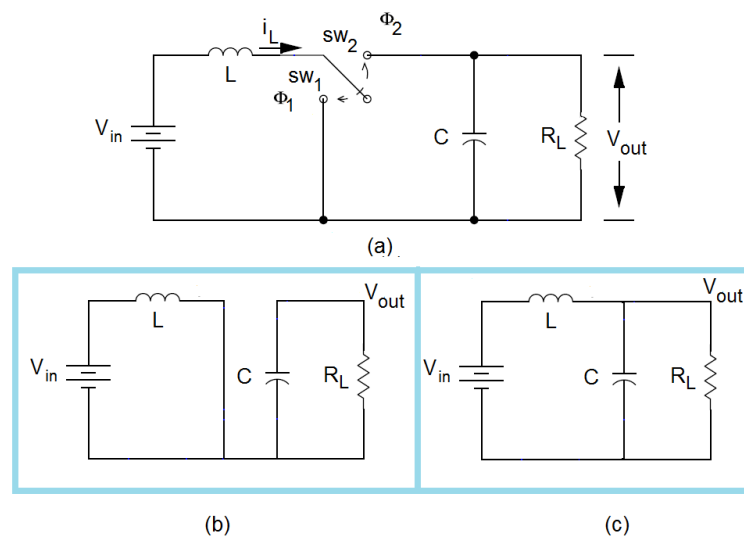 i_L
sw_2
Φ_2
L
sw_1
Φ_1
V_in
C
R_L
V_out
(a)
V_out
L
V_in
C
R_L
V_out
L
V_in
C
R_L
(b)
(c)